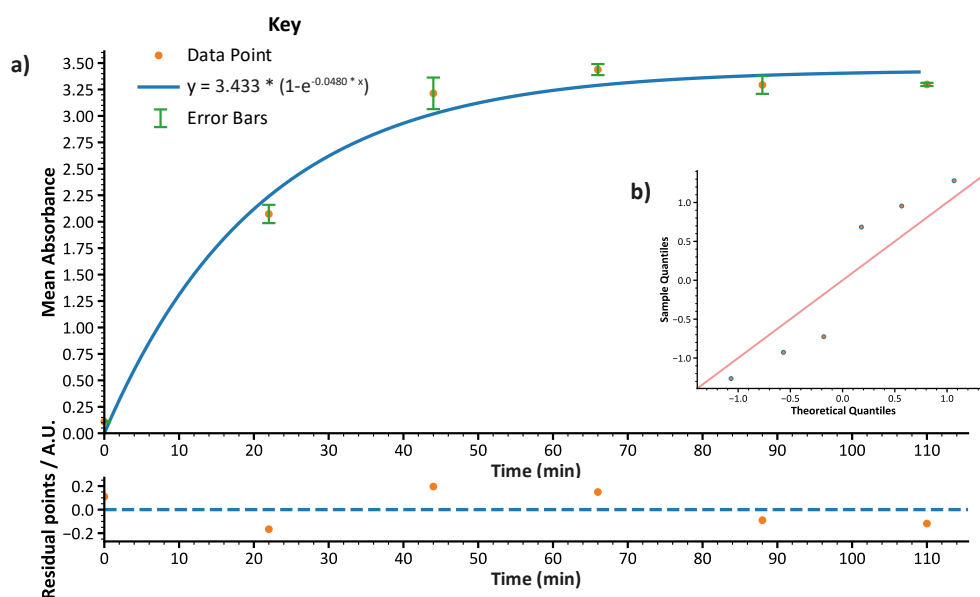 Key
a)
Data Point
y = 3.433 * (1-e^-0.0480 * x)
Error Bars
Mean Absorbance
3.50
3.25
3.00
2.75
2.50
2.25
2.00
1.75
1.50
1.25
1.00
0.75
0.50
0.25
0.00
0 10 20 30 40 50 60 70 80 90 100 110
Time (min)
b)
Sample Quantiles
1.0
0.5
0.0
−0.5
−1.0
−1.0 −0.5 0.0 0.5 1.0
Theoretical Quantiles
Residual points / A.U.
0.2
0.0
−0.2
0 10 20 30 40 50 60 70 80 90 100 110
Time (min)